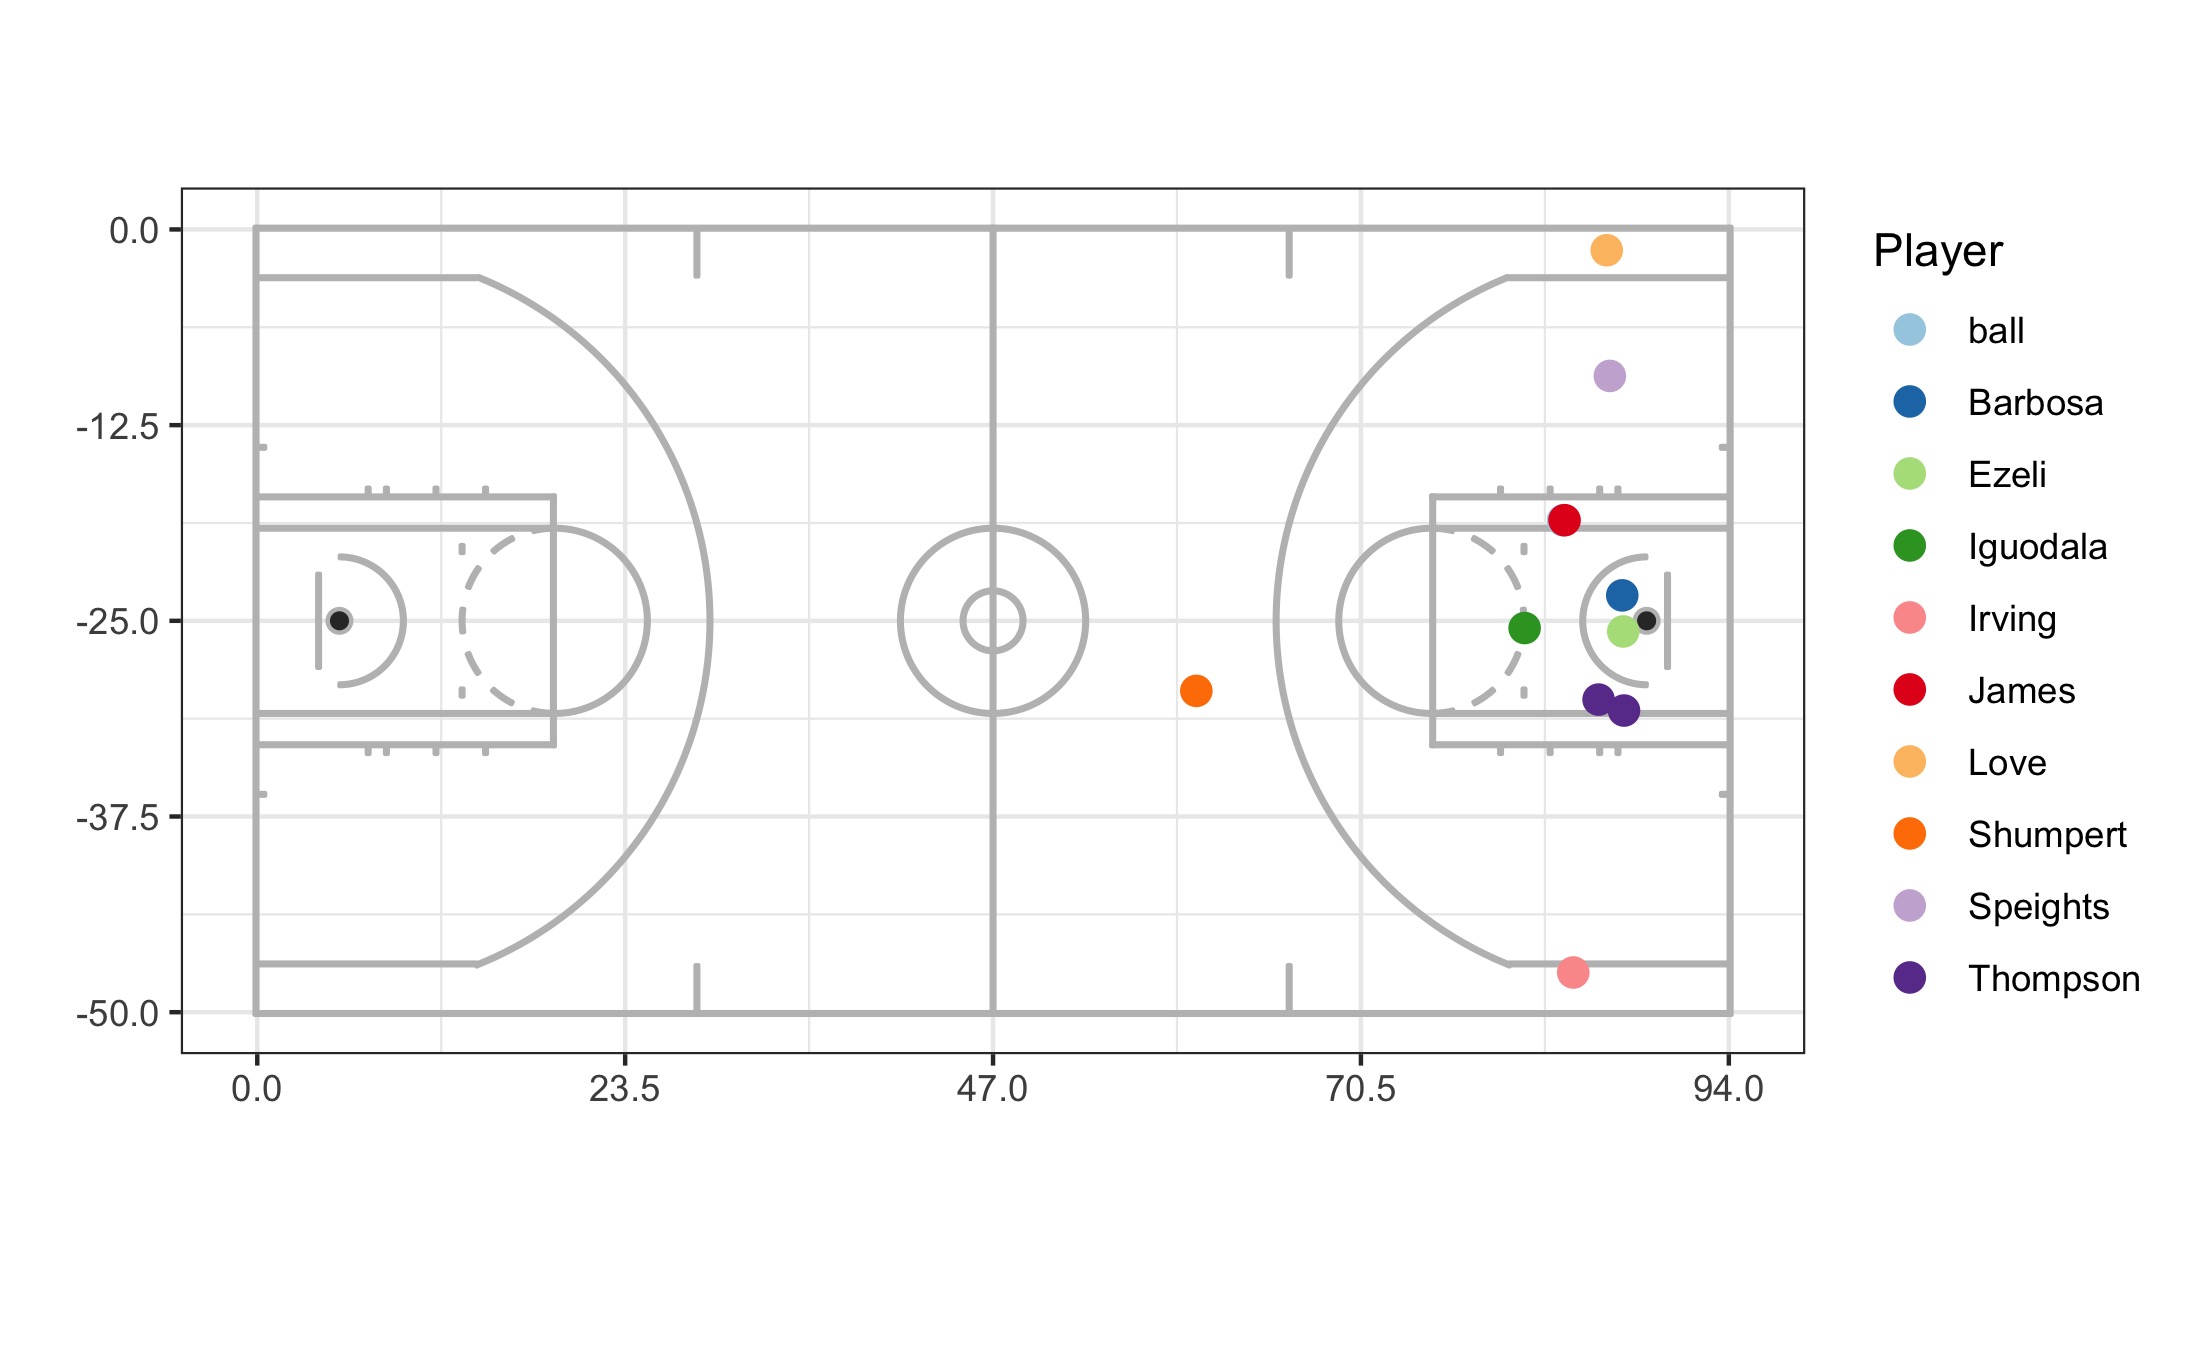 0.0
-12.5
-25.0
-37.5
-50.0
0.0 23.5 47.0 70.5 94.0
Player
ball
Barbosa
Ezeli
Iguodala
Irving
James
Love
Shumpert
Speights
Thompson